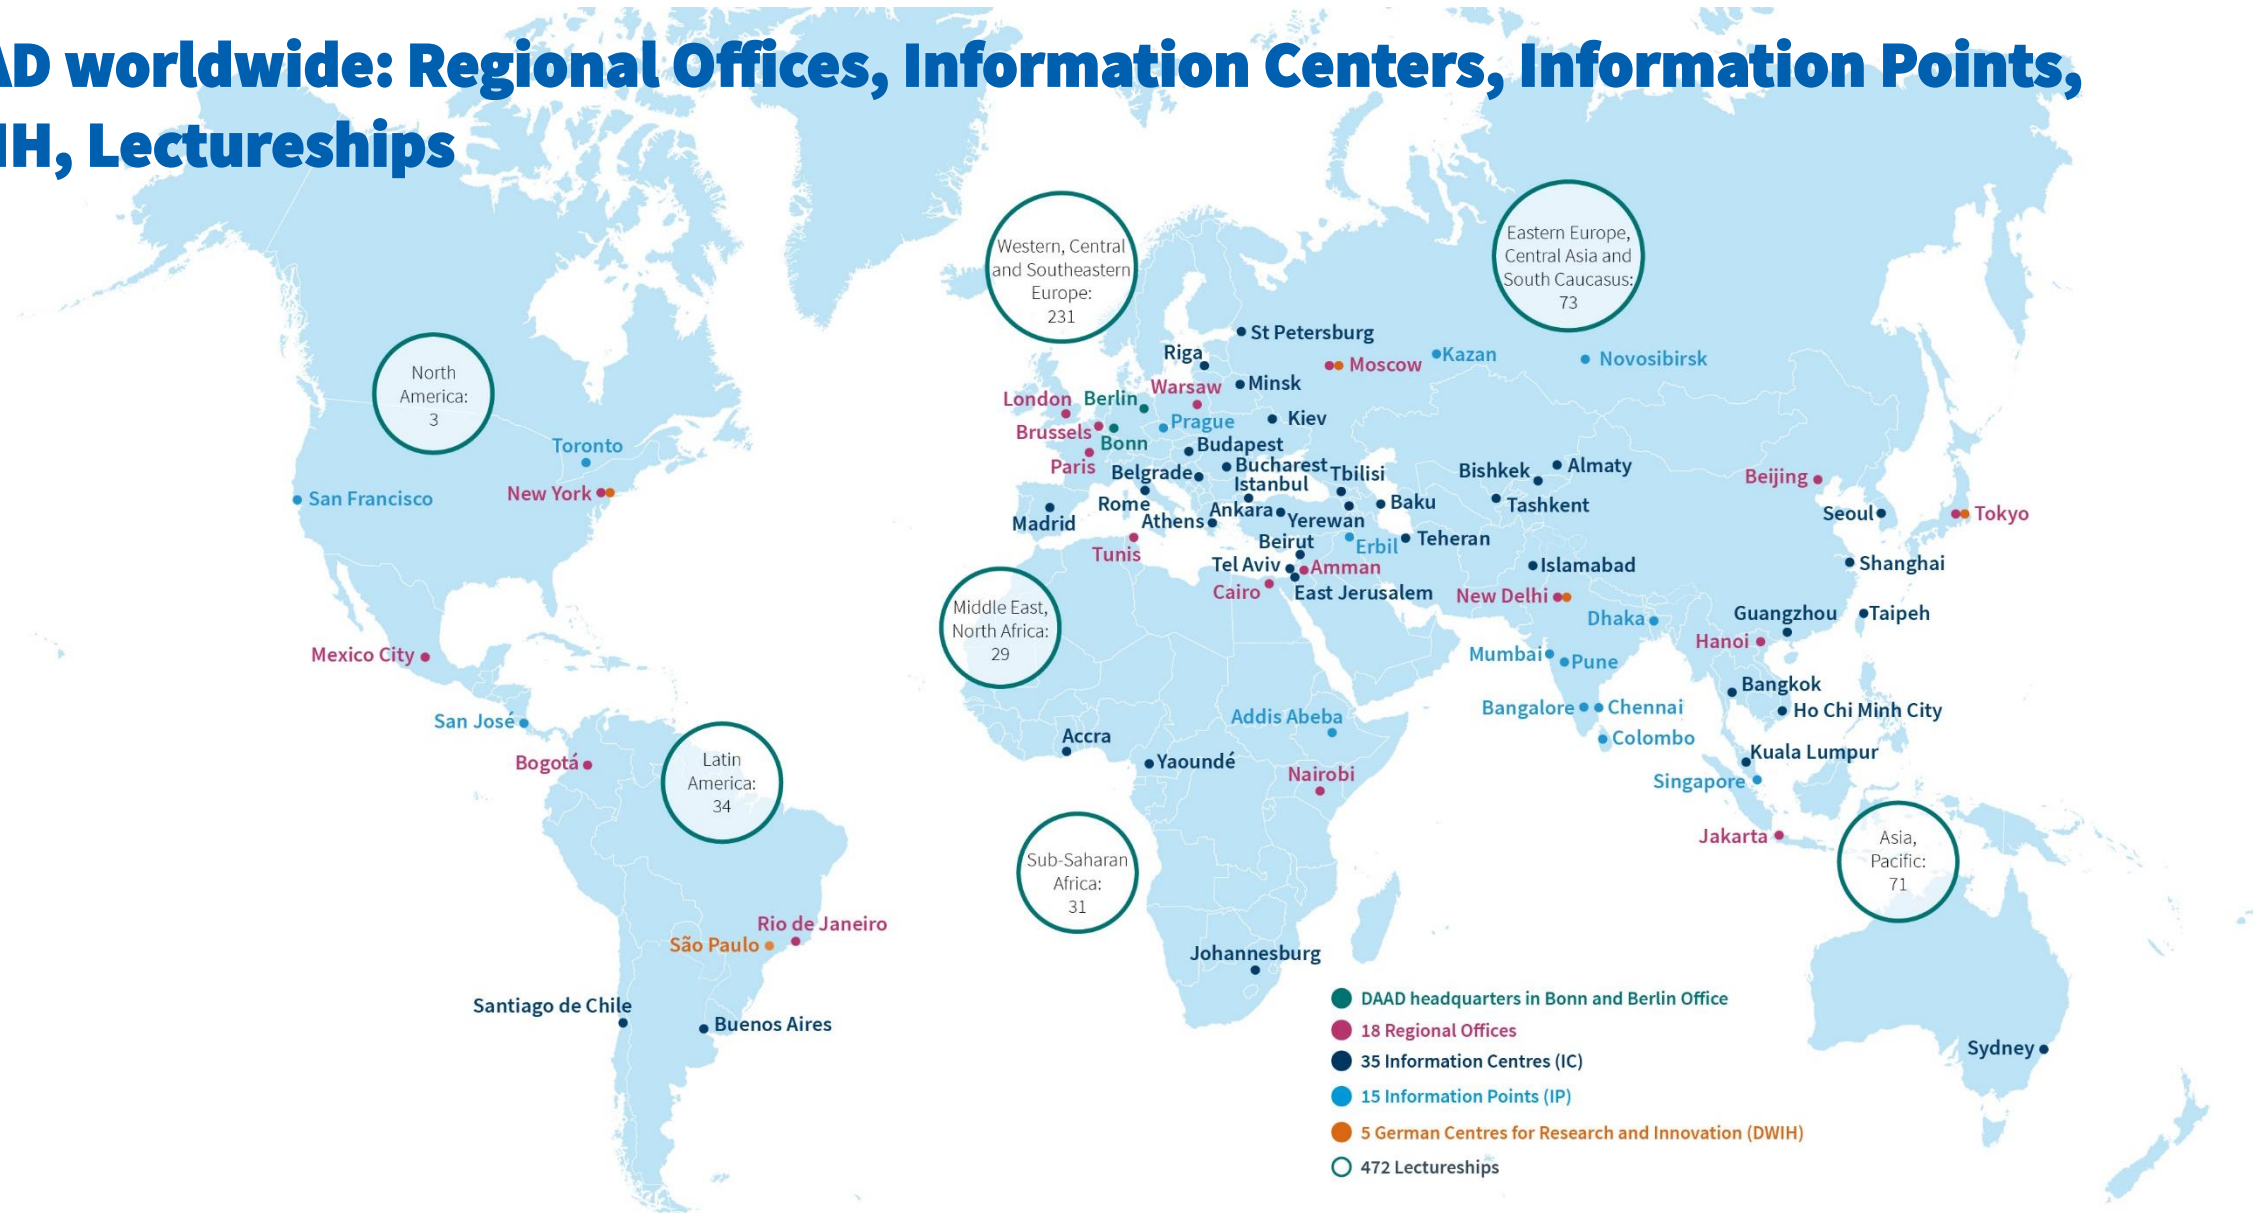 AD worldwide: Regional Offices, Information Centers, Information Points,
IH, Lectureships
Western, Central
and Southeastern
Europe:
231
Eastern Europe,
Central Asia and
South Caucasus:
73
North
America:
3
Middle East,
North Africa:
29
Latin
America:
34
Sub-Saharan
Africa:
31
Asia,
Pacific:
71
Toronto
San Francisco
New York
Mexico City
San José
Bogotá
Rio de Janeiro
São Paulo
Santiago de Chile
Buenos Aires
St Petersburg
Riga
Moscow
Kazan
Novosibirsk
Warsaw
Minsk
London
Berlin
Prague
Kiev
Brussels
Bonn
Budapest
Paris
Belgrade
Bucharest
Tbilisi
Istanbul
Rome
Ankara
Baku
Madrid
Athens
Yerewan
Tunis
Beirut
Erbil
Teheran
Tel Aviv
Amman
Cairo
East Jerusalem
Bishkek
Almaty
Tashkent
Islamabad
New Delhi
Dhaka
Mumbai
Pune
Bangalore
Chennai
Colombo
Beijing
Seoul
Tokyo
Shanghai
Guangzhou
Taipeh
Hanoi
Bangkok
Ho Chi Minh City
Kuala Lumpur
Singapore
Jakarta
Addis Abeba
Accra
Yaoundé
Nairobi
Johannesburg
Sydney
DAAD headquarters in Bonn and Berlin Office
18 Regional Offices
35 Information Centres (IC)
15 Information Points (IP)
5 German Centres for Research and Innovation (DWIH)
472 Lectureships